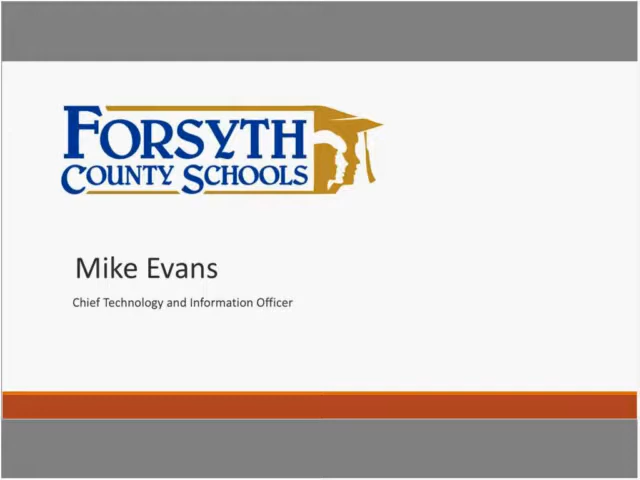 FORSYTH
COUNTY SCHOOLS
Mike Evans
Chief Technology and Information Officer